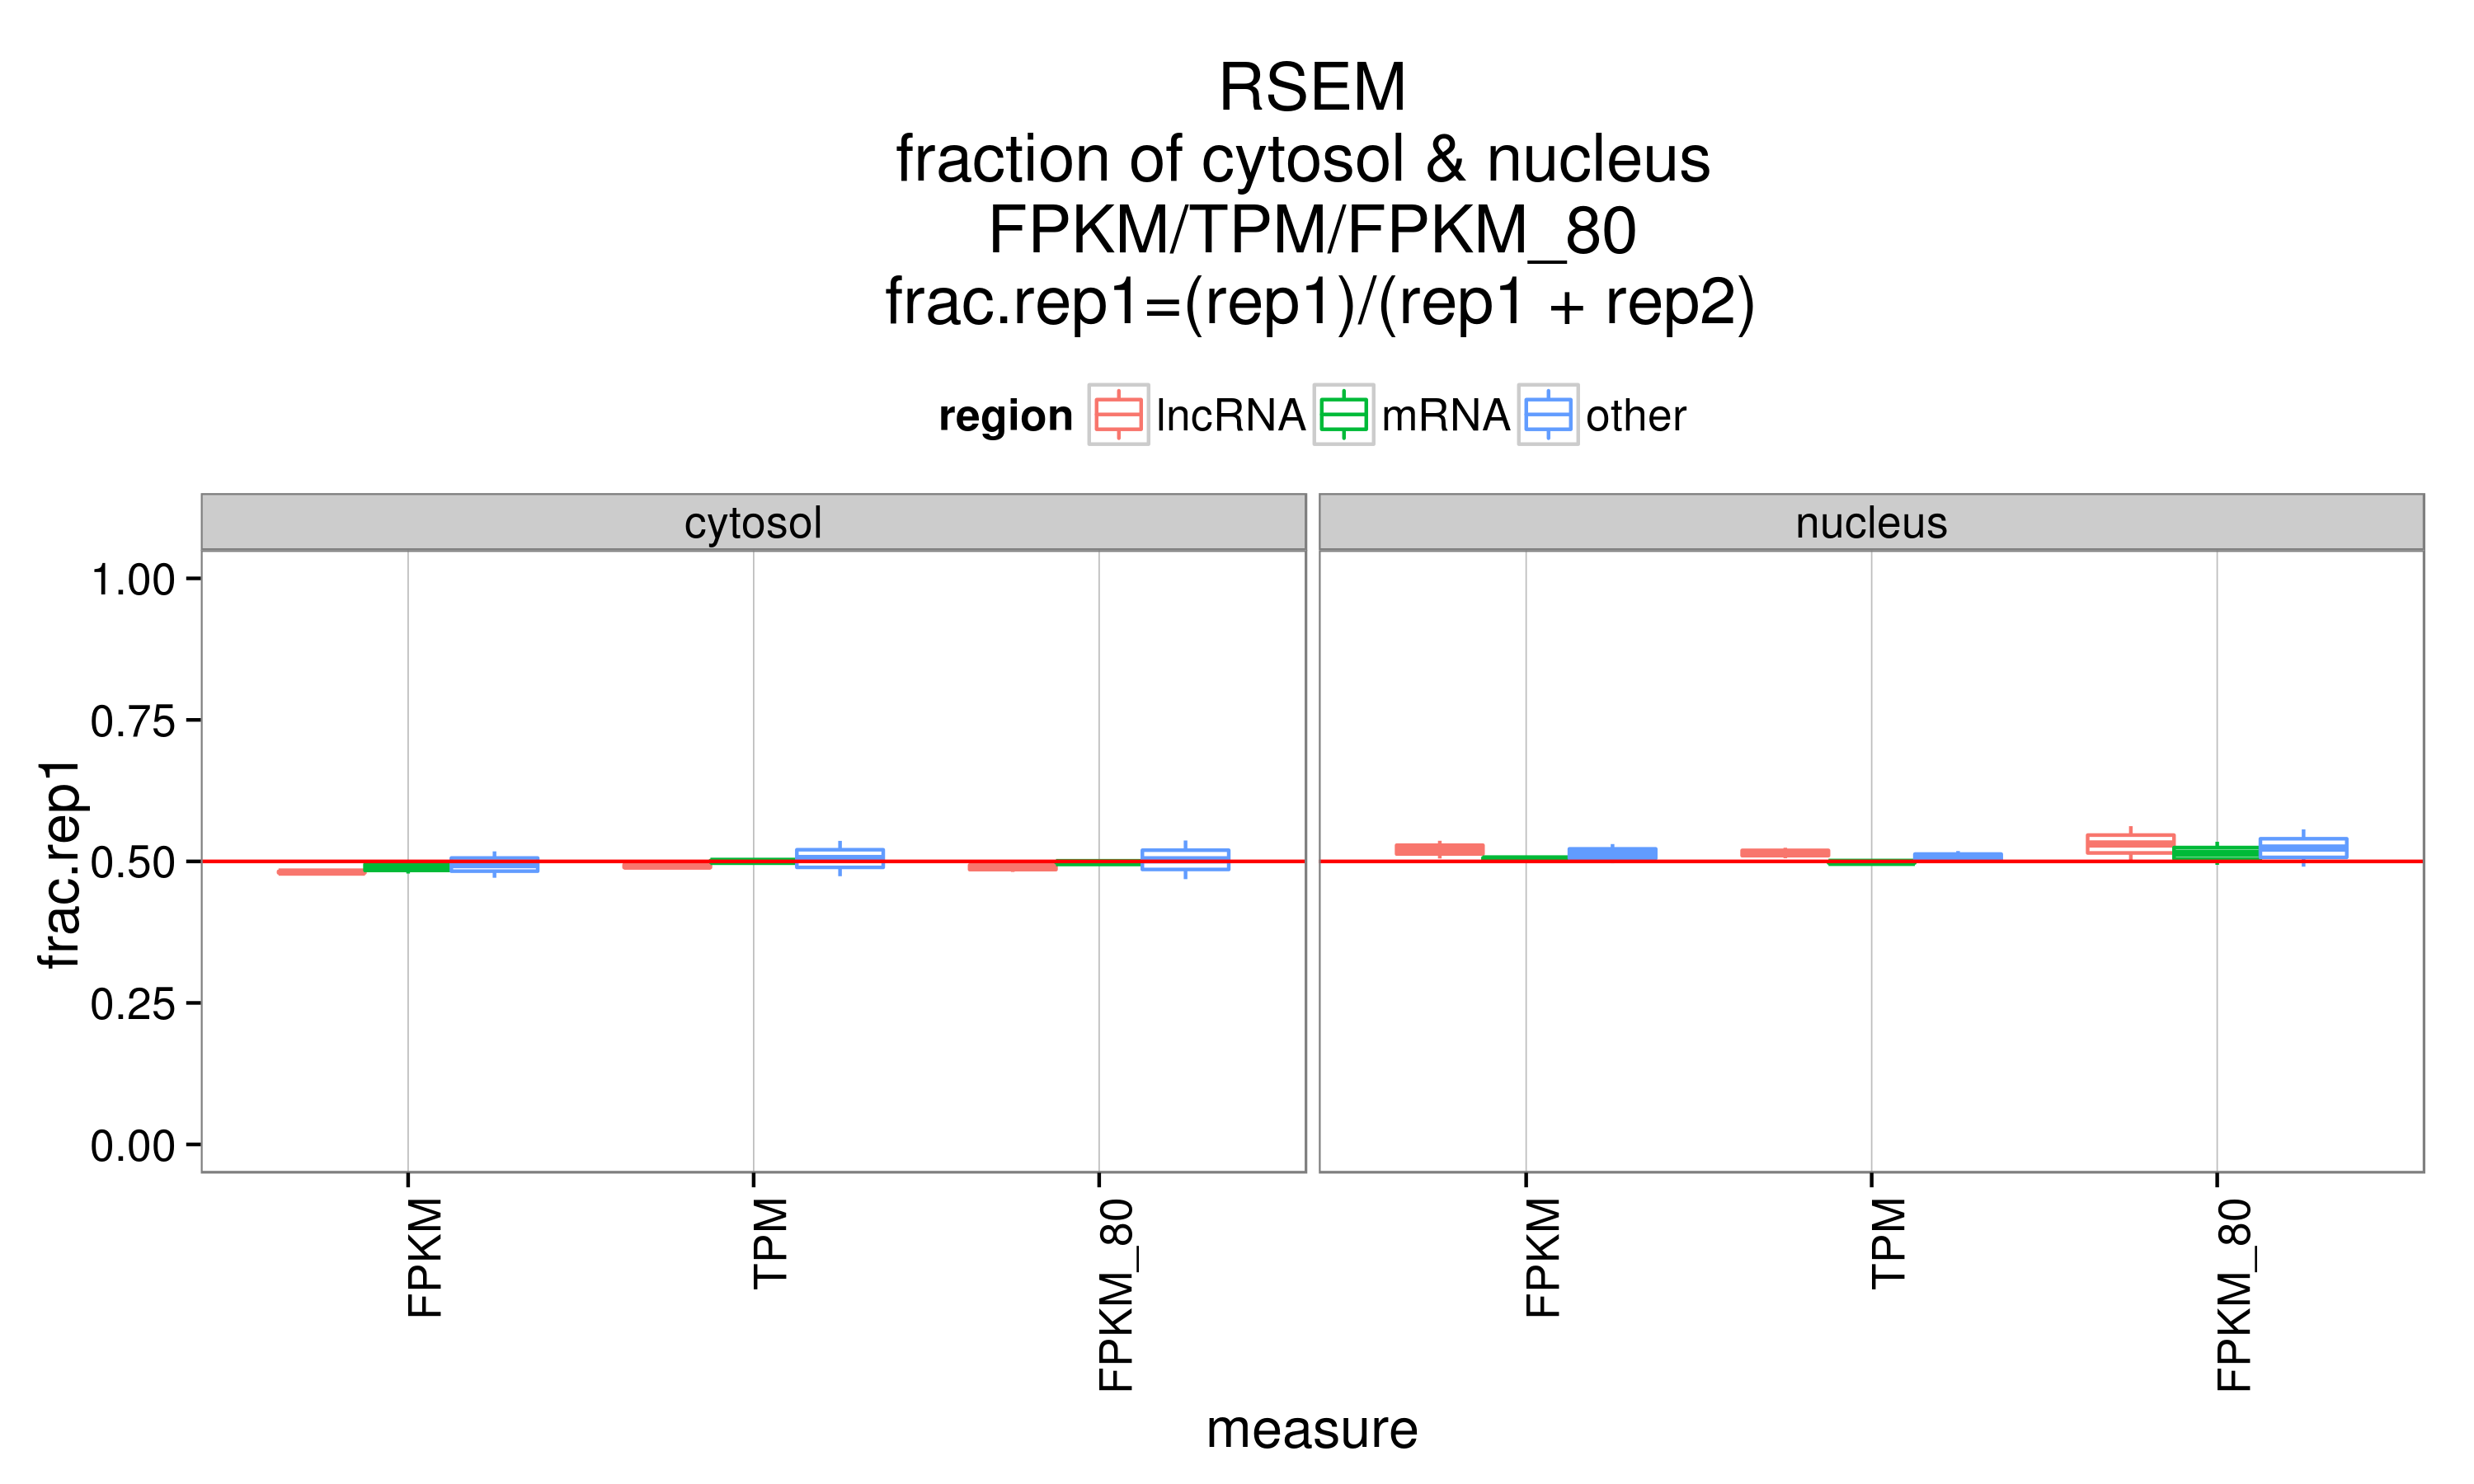 RSEM
fraction of cytosol & nucleus
FPKM/TPM/FPKM_80
frac.rep1=(rep1)/(rep1 + rep2)
region lncRNA mRNA other
cytosol nucleus
1.00
0.75
0.50
0.25
0.00
frac.rep1
FPKM TPM FPKM_80 FPKM TPM FPKM_80
measure